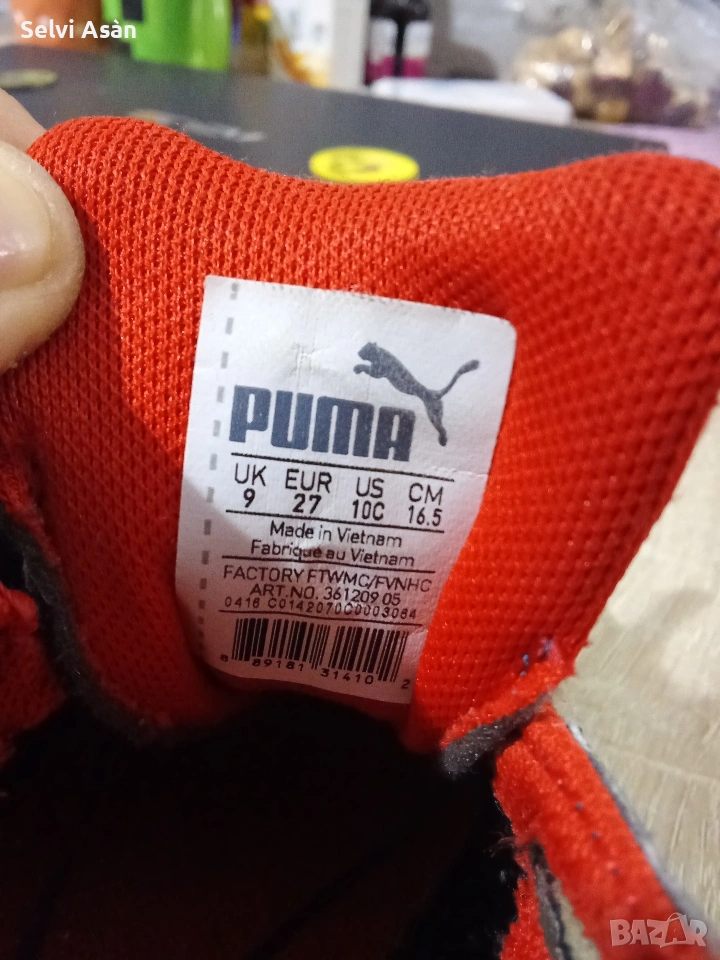 Selvi Asàn
PUMA
UK EUR US CM
9 27 10C 16.5
Made in Vietnam
Fabriqué au Vietnam
FACTORY FTWMC/FVNHC
ART.NO. 361209 05
0416 C0142070C0003064
8 89181 31410 2
BAZAR